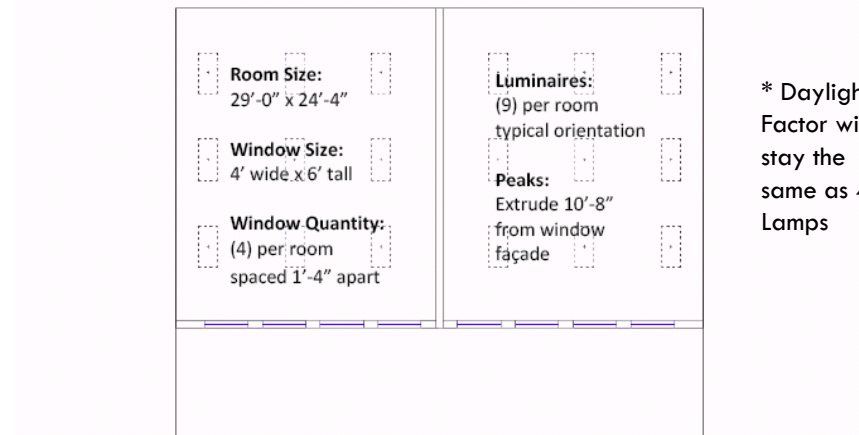 Room Size:
29'-0" x 24'-4"
Window Size:
4' wide x 6' tall
Window Quantity:
(4) per room
spaced 1'-4" apart
Luminaires:
(9) per room
typical orientation
Peaks:
Extrude 10'-8"
from window
façade
*
stay the
same as
Lamps
Factor